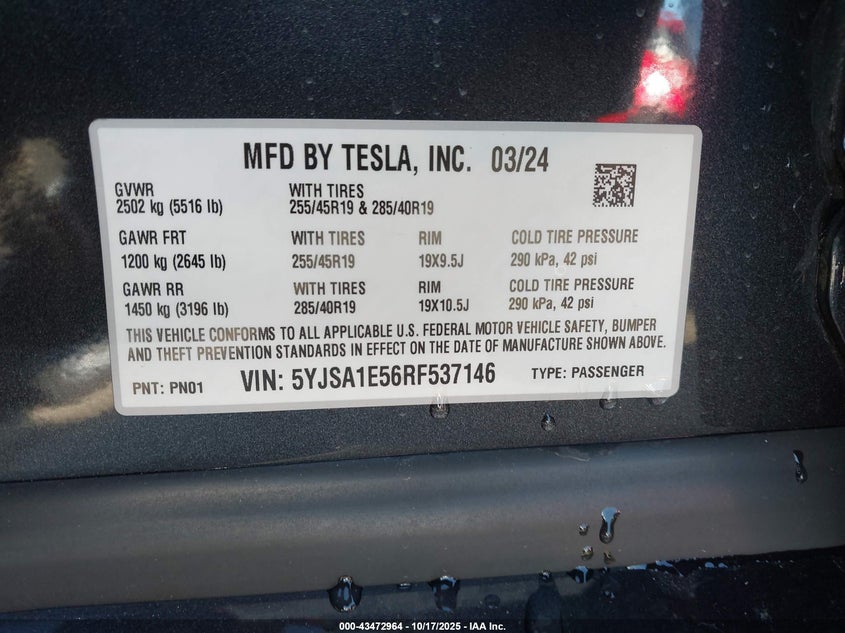 MFD BY TESLA, INC. 03/24
GVWR WITH TIRES
2502 kg (5516 lb) 255/45R19 & 285/40R19
GAWR FRT WITH TIRES RIM COLD TIRE PRESSURE
1200 kg (2645 lb) 255/45R19 19X9.5J 290 kPa, 42 psi
GAWR RR WITH TIRES RIM COLD TIRE PRESSURE
1450 kg (3196 lb) 285/40R19 19X10.5J 290 kPa, 42 psi
THIS VEHICLE CONFORMS TO ALL APPLICABLE U.S. FEDERAL MOTOR VEHICLE SAFETY, BUMPER
AND THEFT PREVENTION STANDARDS IN EFFECT ON THE DATE OF MANUFACTURE SHOWN ABOVE.
PNT: PN01 VIN: 5YJSA1E56RF537146 TYPE: PASSENGER
000-43472964 - 10/17/2025 - IAA Inc.